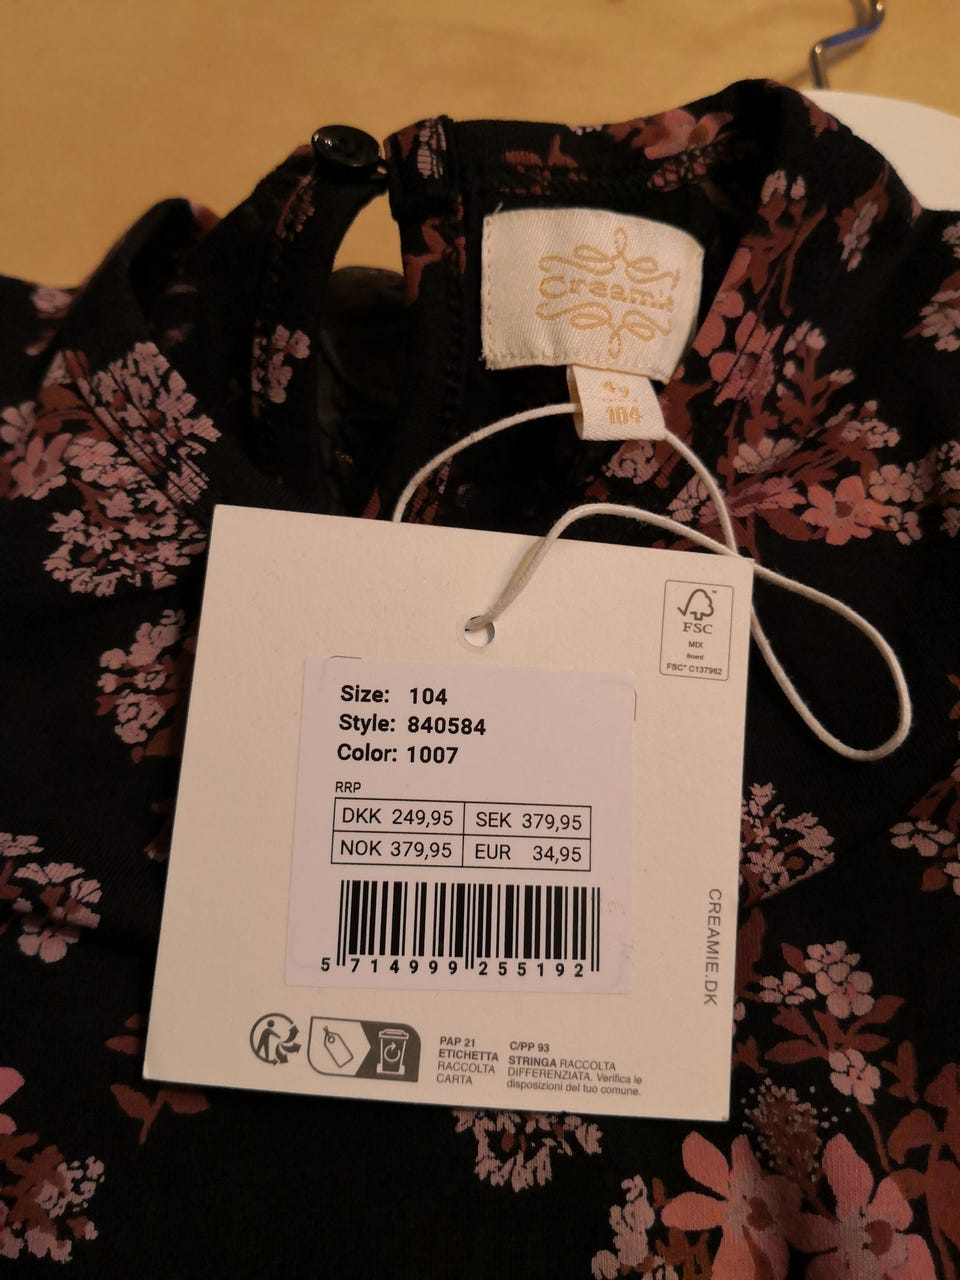 Creamie
4y
104
FSC
MIX
Board
FSC™ C137962
Size: 104
Style: 840584
Color: 1007
RRP
DKK 249,95 SEK 379,95
NOK 379,95 EUR 34,95
5 714999 255192
CREAMIE.DK
PAP 21
ETICHETTA
RACCOLTA
CARTA
C/PP 93
STRINGA RACCOLTA
DIFFERENZIATA. Verifica le
disposizioni del tuo comune.